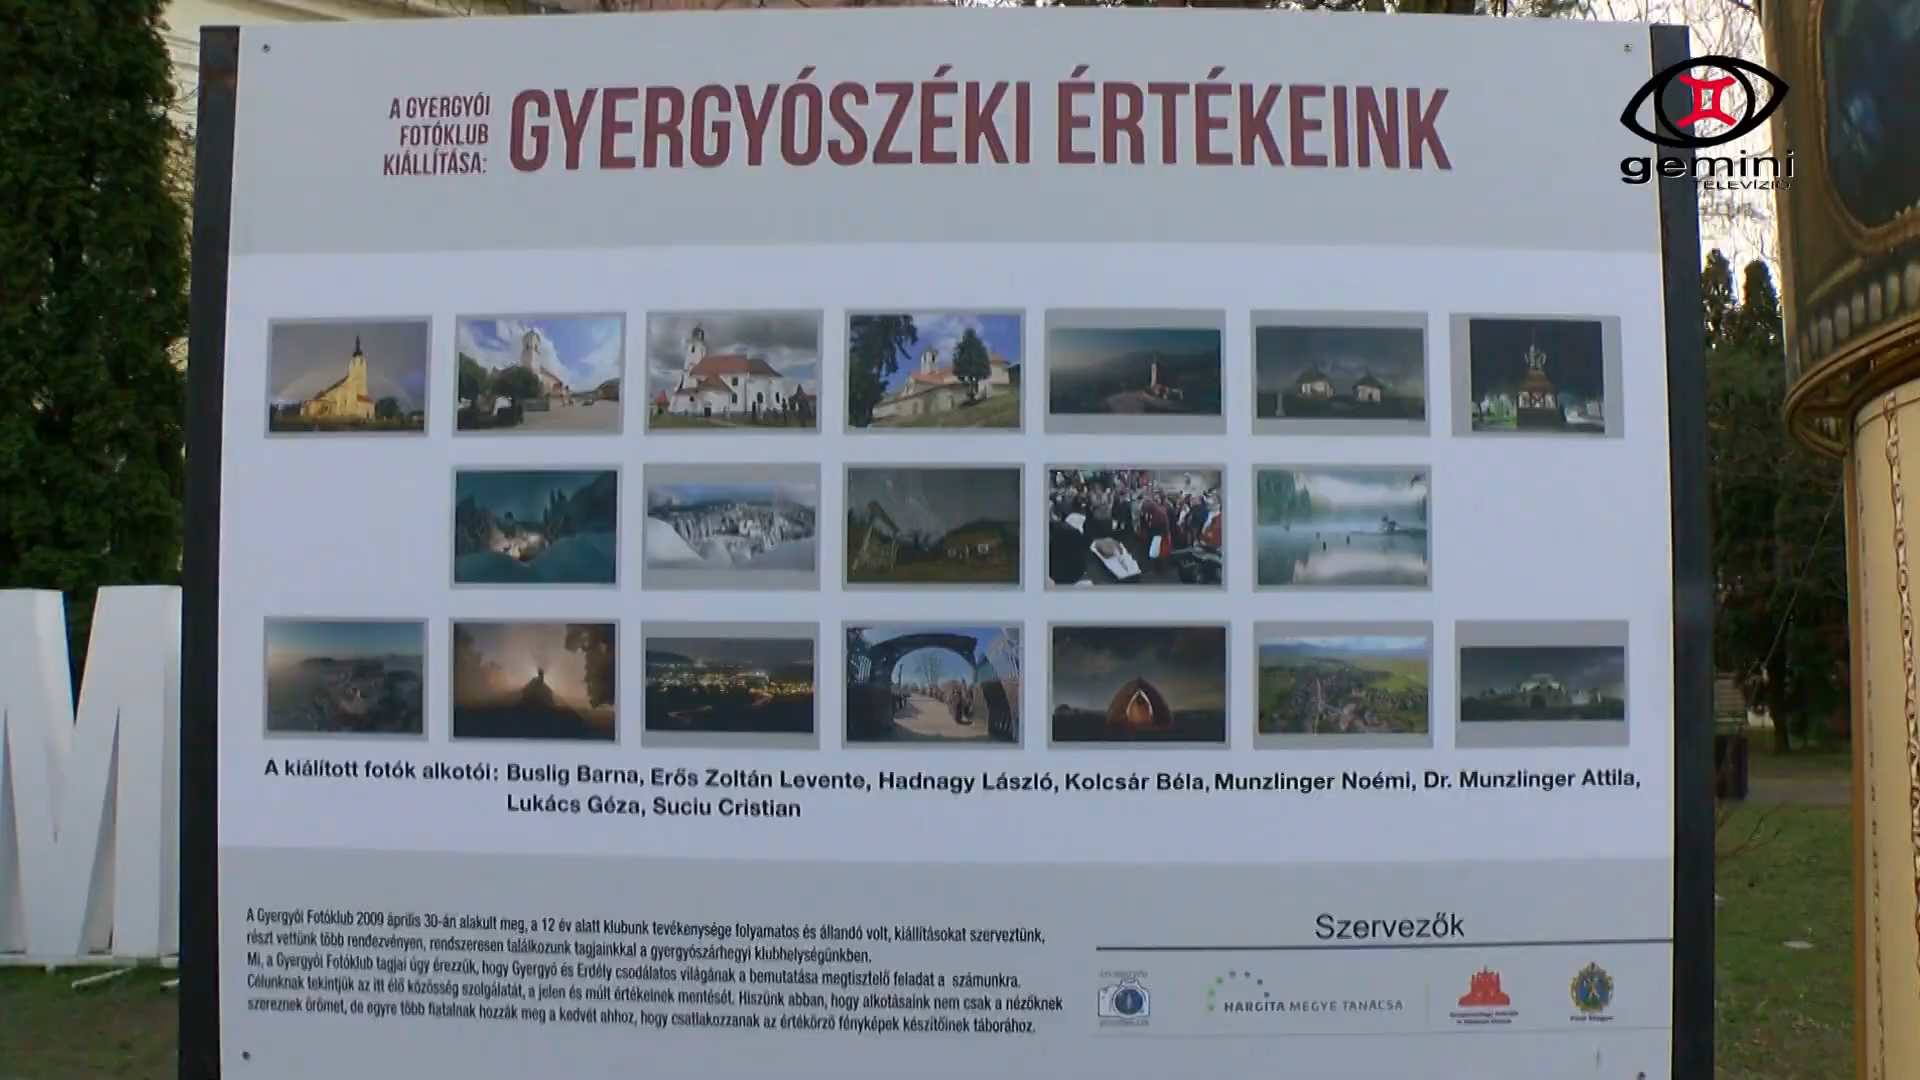 A GYERGYÓI
FOTÓKLUB
KIÁLLÍTÁSA:
GYERGYÓSZÉKI ÉRTÉKEINK
gemini
TELEVÍZIÓ
M
A kiálított fotók alkotói: Buslig Barna, Erős Zoltán Levente, Hadnagy László, Kolcsár Béla, Munzlinger Noémi, Dr. Munzlinger Attila,
Lukács Géza, Suciu Cristian
A Gyergyói Fotóklub 2009 április 30-án alakult meg, a 12 év alatt klubunk tevékenysége folyamatos és állandó volt, kiállításokat szerveztünk,
részt vettünk több rendezvényen, rendszeresen találkozunk tagjainkkal a gyergyószárhegyi klubhelységünkben.
Mi, a Gyergyói Fotóklub tagjai úgy érezzük, hogy Gyergyó és Erdély csodálatos világának a bemutatása megtisztelő feladat a számunkra.
Célunknak tekintjük az itt élő közösség szolgálatát, a jelen és múlt értékeinek mentését. Hiszünk abban, hogy alkotásaink nem csak a nézőknek
szereznek örömet, de egyre több fiatalnak hozzák meg a kedvét ahhoz, hogy csatlakozzanak az értékörző fényképek készítőinek táborához.
Szervezők
HARGITA MEGYE TANÁCSA